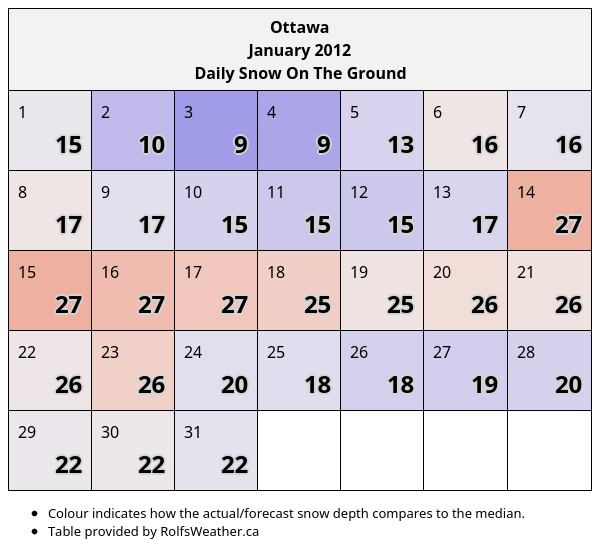 Ottawa
January 2012
Daily Snow On The Ground
1 2 3 4 5 6 7
15 10 9 9 13 16 16
8 9 10 11 12 13 14
17 17 15 15 15 17 27
15 16 17 18 19 20 21
27 27 27 25 25 26 26
22 23 24 25 26 27 28
26 26 20 18 18 19 20
29 30 31
22 22 22
• Colour indicates how the actual/forecast snow depth compares to the median.
• Table provided by RolfsWeather.ca